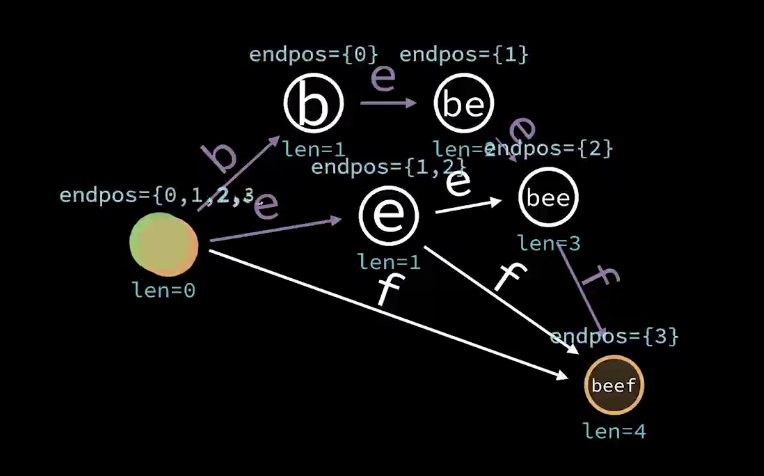 endpos={0} endpos={1}
e
b be
e
b
len=1 len=
endpos={2}
endpos={1,2}
e
endpos={0,1,2,3
e
e
bee
len=3
len=1
len=0
f
f
f
endpos={3}
beef
len=4